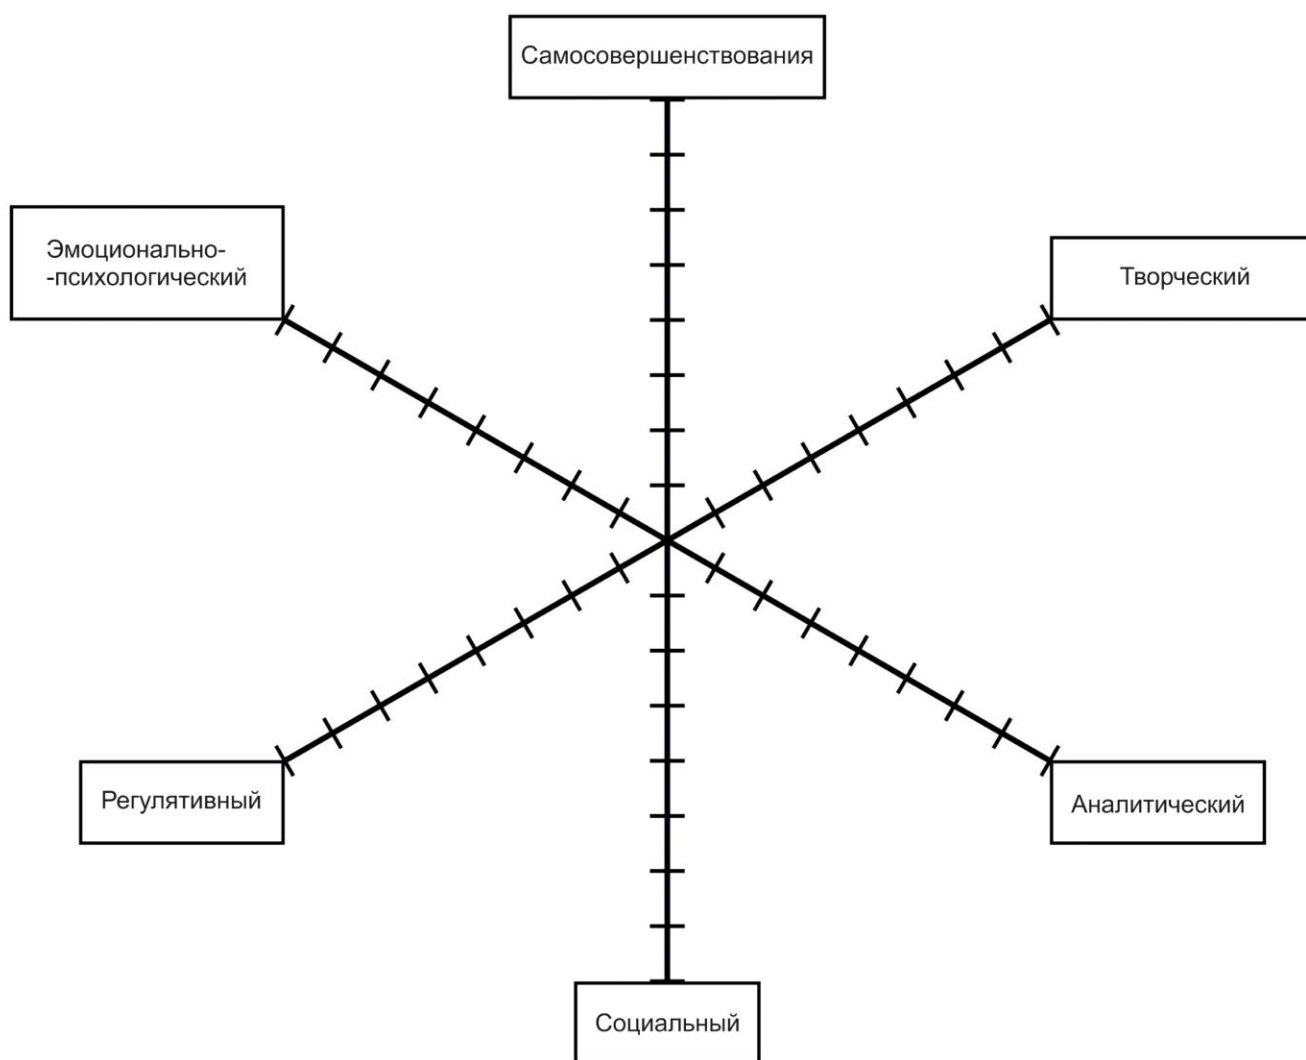 Самосовершенствования
Эмоционально-
-психологический
Творческий
Регулятивный
Аналитический
Социальный